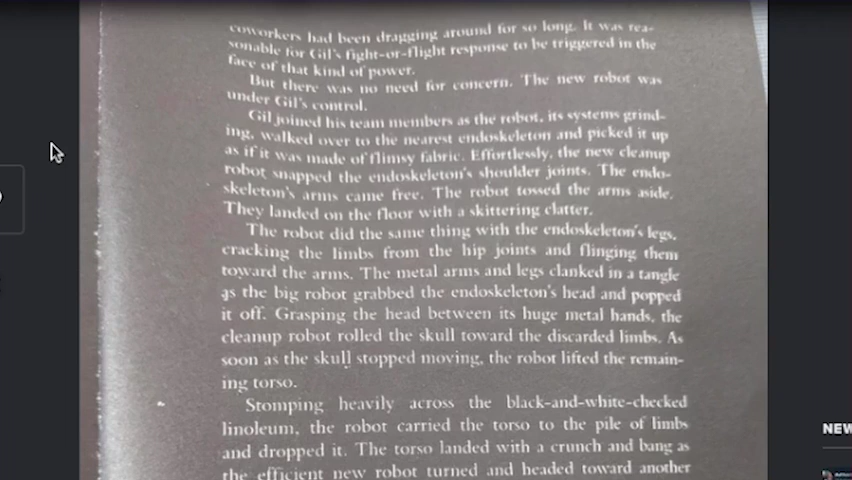 coworkers had been dragging around for so long. It was rea-
sonable for Gil's fight-or-flight response to be triggered in the
face of that kind of power.
But there was no need for concern. The new robot was
under Gil's control.
Gil joined his team members as the robot, its systems grind-
ing, walked over to the nearest endoskeleton and picked it up
as if it was made of flimsy fabric. Effortlessly, the new cleanup
robot snapped the endoskeleton's shoulder joints. The endo-
skeleton's arms came free. The robot tossed the arms aside.
They landed on the floor with a skittering clatter.
The robot did the same thing with the endoskeleton's legs,
cracking the limbs from the hip joints and flinging them
toward the arms. The metal arms and legs clanked in a tangle
as the big robot grabbed the endoskeleton's head and popped
it off. Grasping the head between its huge metal hands, the
cleanup robot rolled the skull toward the discarded limbs. As
soon as the skull stopped moving, the robot lifted the remain-
ing torso.
Stomping heavily across the black-and-white-checked
linoleum, the robot carried the torso to the pile of limbs
and dropped it. The torso landed with a crunch and bang as
the efficient new robot turned and headed toward another
NEW